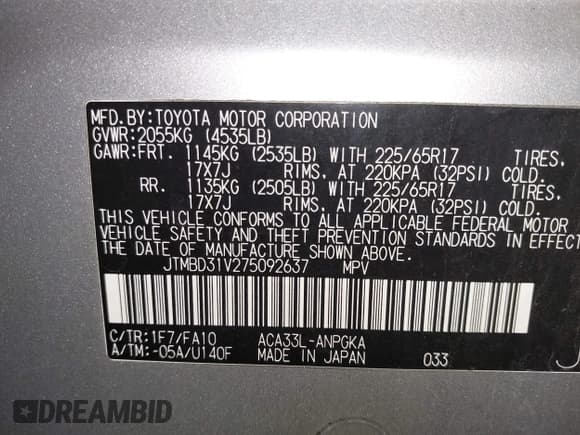 MFD.BY:TOYOTA MOTOR CORPORATION
GVWR:2055KG (4535LB)
GAWR:FRT. 1145KG (2535LB) WITH 225/65R17 TIRES,
17X7J RIMS, AT 220KPA (32PSI) COLD.
RR. 1135KG (2505LB) WITH 225/65R17 TIRES,
17X7J RIMS, AT 220KPA (32PSI) COLD.
THIS VEHICLE CONFORMS TO ALL APPLICABLE FEDERAL MOTOR
VEHICLE SAFETY AND THEFT PREVENTION STANDARDS IN EFFECT
THE DATE OF MANUFACTURE SHOWN ABOVE.
JTMBD31V275092637 MPV
C/TR:1F7/FA10 ACA33L-ANPGKA
A/TM:-05A/U140F MADE IN JAPAN 033
DREAMBID